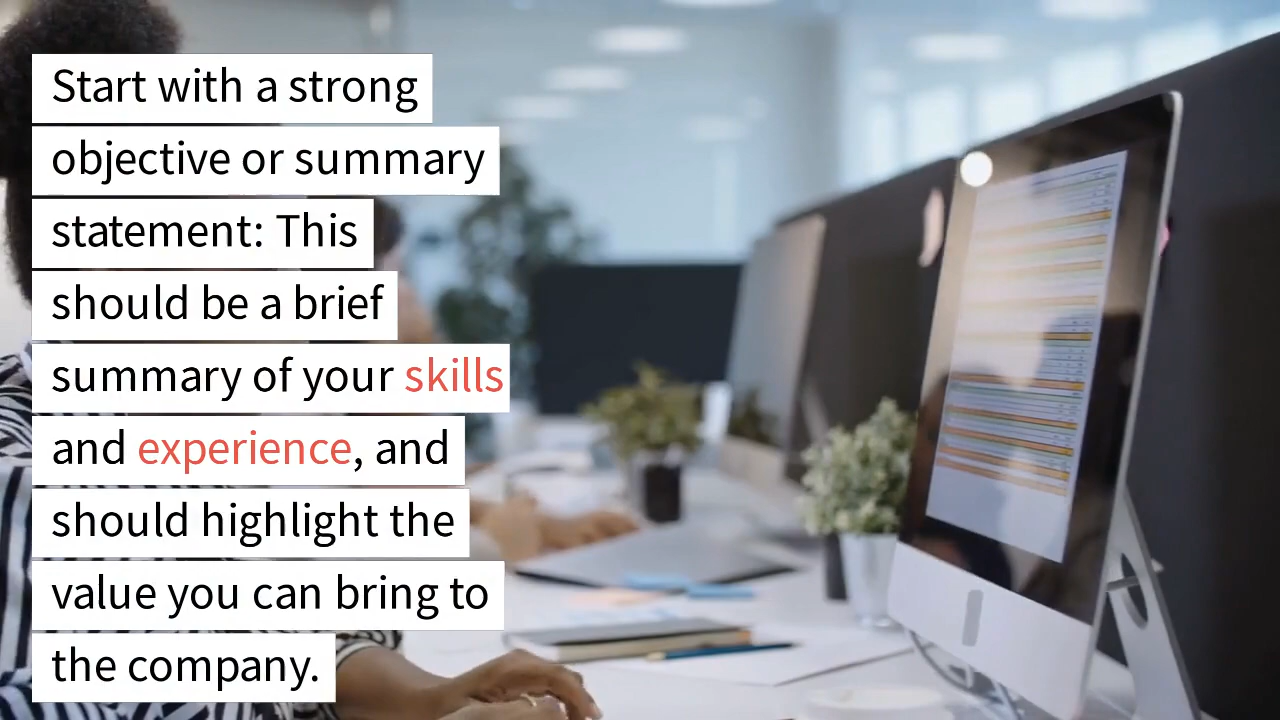 Start with a strong
objective or summary
statement: This
should be a brief
summary of your skills
and experience, and
should highlight the
value you can bring to
the company.